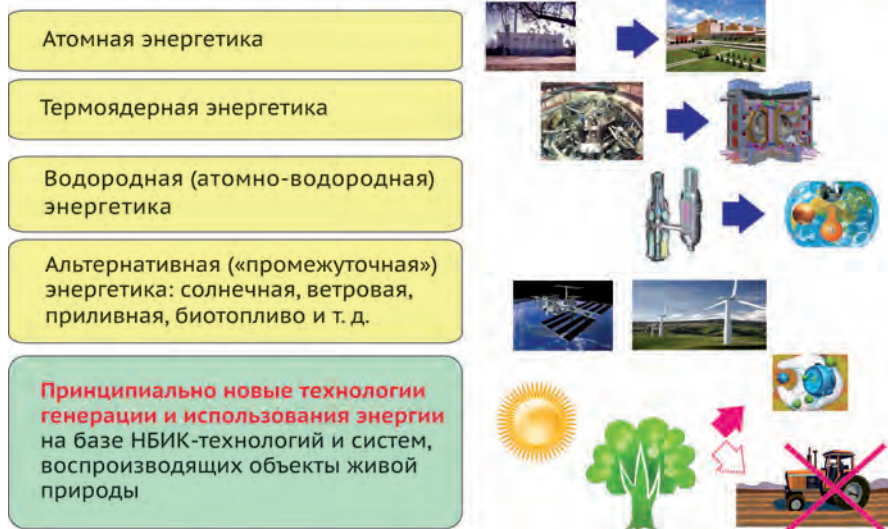 Атомная энергетика
Термоядерная энергетика
Водородная (атомно-водородная)
энергетика
Альтернативная («промежуточная»)
энергетика: солнечная, ветровая,
приливная, биотопливо и т. д.
Принципиально новые технологии
генерации и использования энергии
на базе НБИК-технологий и систем,
воспроизводящих объекты живой
природы